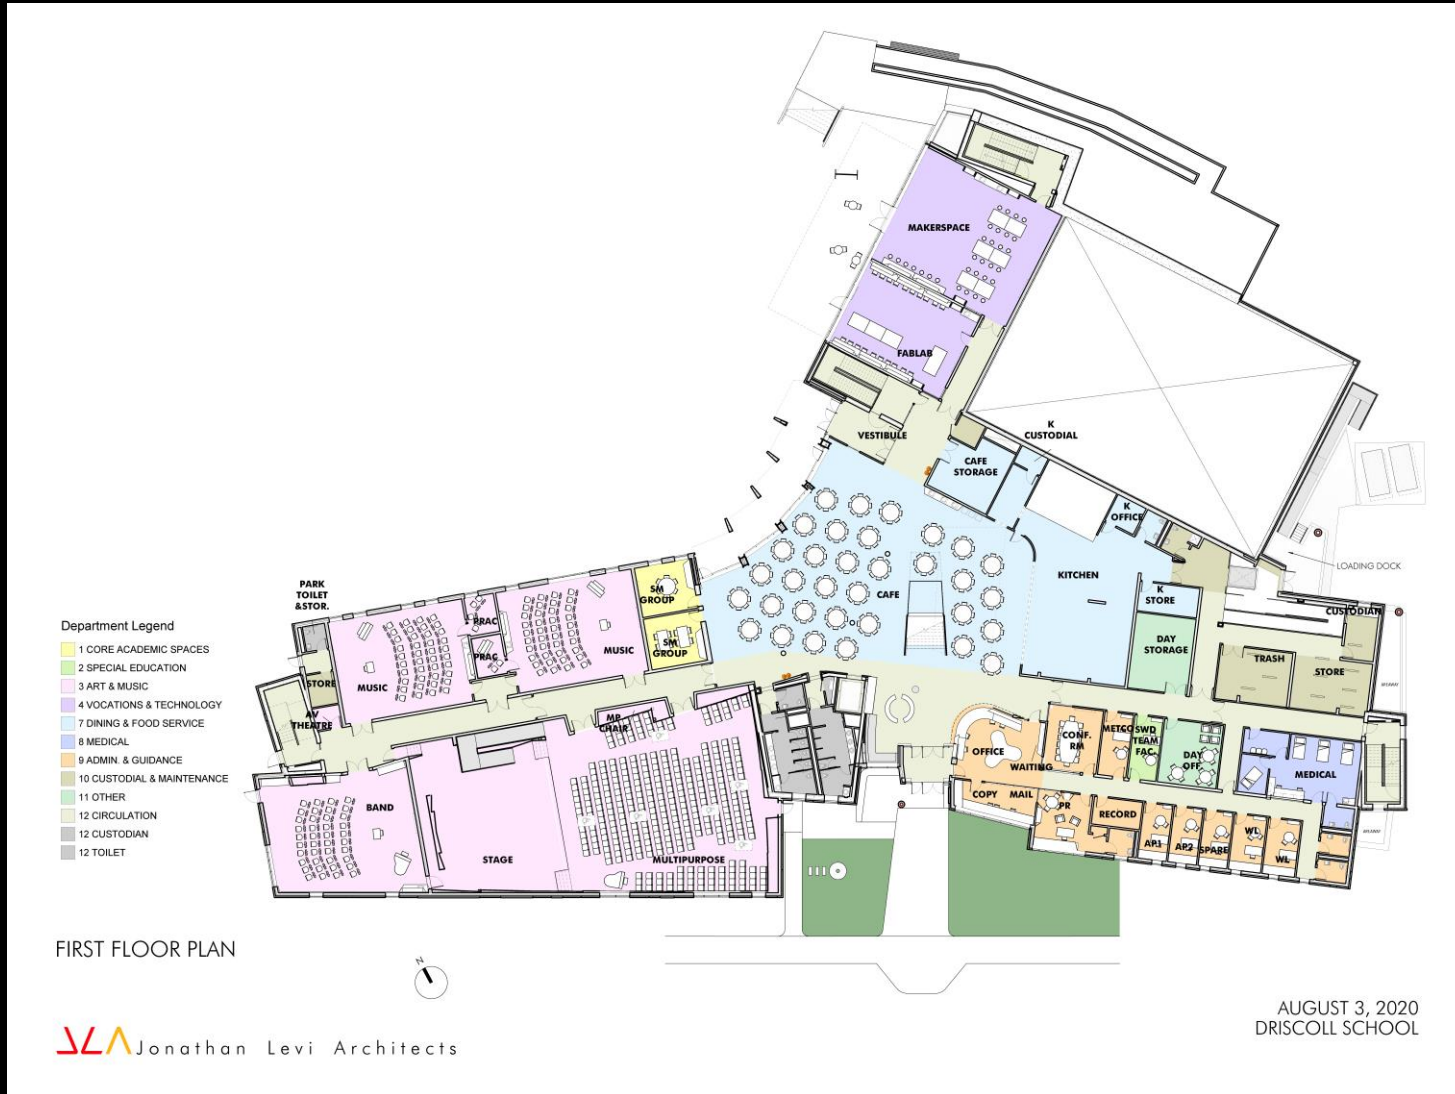 MAKERSPACE
FABLAB
VESTIBULE
K
CUSTODIAL
CAFE
STORAGE
K
OFFICE
LOADING DOCK
KITCHEN
CAFE
K
STORE
CUSTODIAN
DAY
STORAGE
TRASH
STORE
PARK
TOILET
&STOR.
SM
GROUP
SM
GROUP
PRAC
PRAC
MUSIC
MUSIC
STORE
AV
THEATRE
MP
CHAIR
BAND
STAGE
MULTIPURPOSE
OFFICE
WAITING
CONF.
RM
METCO
SWD
TEAM
FAC.
DAY
OFF.
MEDICAL
COPY
MAIL
PR
RECORD
AP1
AP2
SPARE
WL
WL
Department Legend
1 CORE ACADEMIC SPACES
2 SPECIAL EDUCATION
3 ART & MUSIC
4 VOCATIONS & TECHNOLOGY
7 DINING & FOOD SERVICE
8 MEDICAL
9 ADMIN. & GUIDANCE
10 CUSTODIAL & MAINTENANCE
11 OTHER
12 CIRCULATION
12 CUSTODIAN
12 TOILET
FIRST FLOOR PLAN
N
JLA Jonathan Levi Architects
AUGUST 3, 2020
DRISCOLL SCHOOL